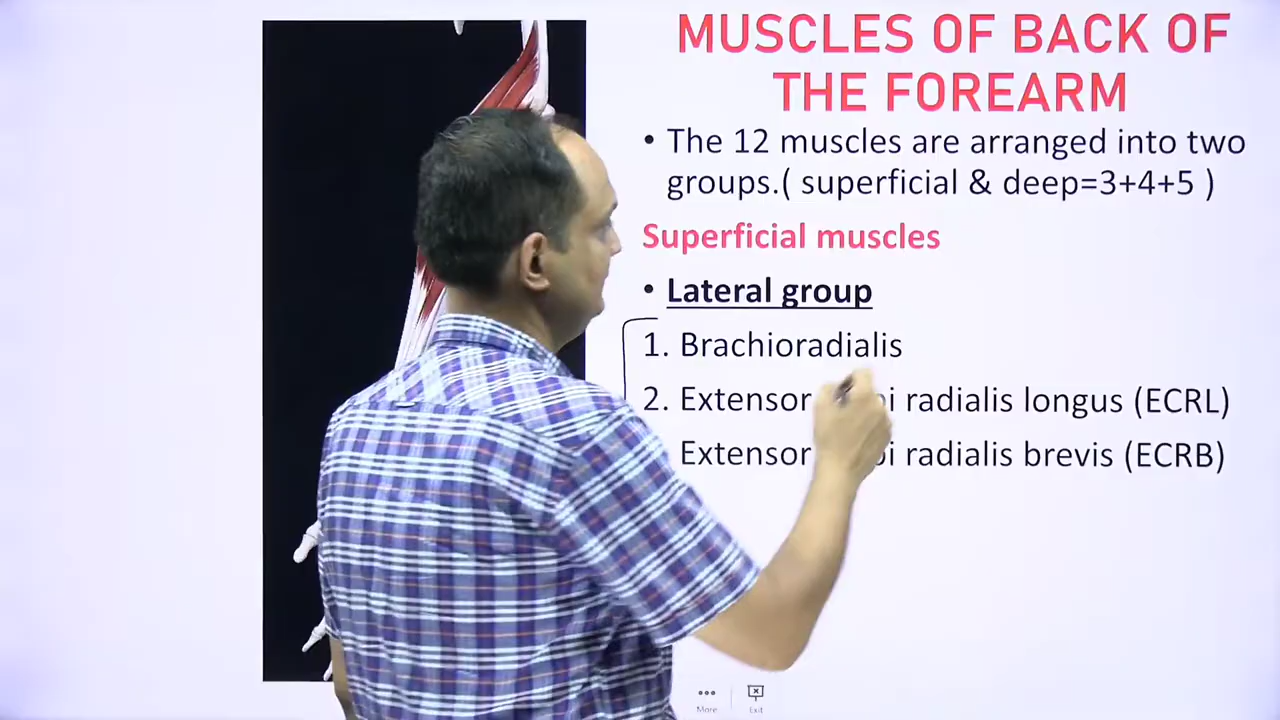 MUSCLES OF BACK OF
THE FOREARM
• The 12 muscles are arranged into two
groups.( superficial & deep=3+4+5 )
Superficial muscles
• Lateral group
1. Brachioradialis
2. Extensor radialis longus (ECRL)
Extensor radialis brevis (ECRB)
More
Exit